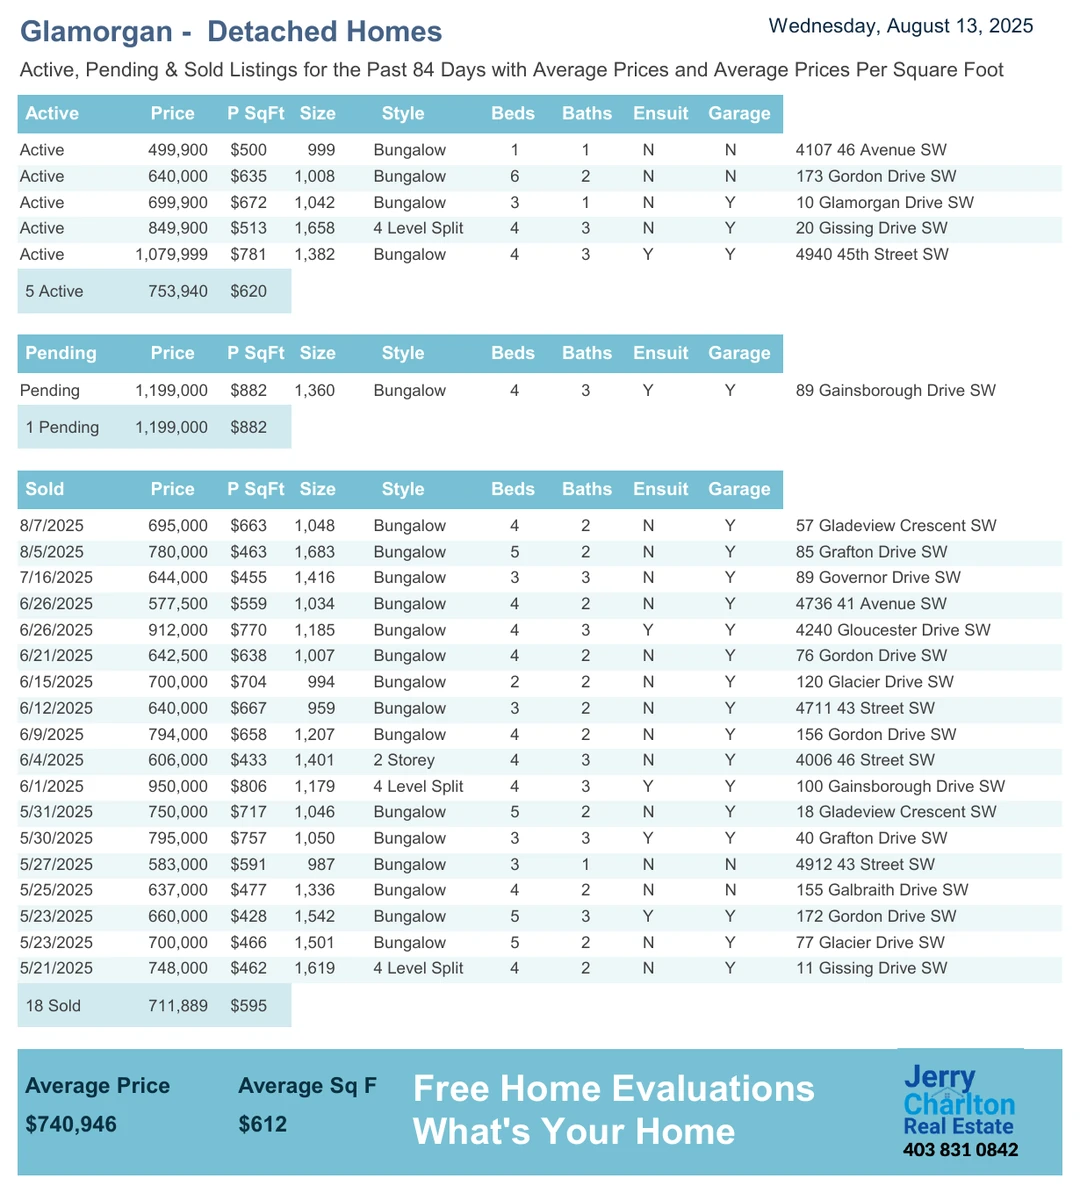 Glamorgan - Detached Homes
Wednesday, August 13, 2025
Active, Pending & Sold Listings for the Past 84 Days with Average Prices and Average Prices Per Square Foot
Active Price P SqFt Size Style Beds Baths Ensuit Garage
Active 499,900 $500 999 Bungalow 1 1 N N 4107 46 Avenue SW
Active 640,000 $635 1,008 Bungalow 6 2 N N 173 Gordon Drive SW
Active 699,900 $672 1,042 Bungalow 3 1 N Y 10 Glamorgan Drive SW
Active 849,900 $513 1,658 4 Level Split 4 3 N Y 20 Gissing Drive SW
Active 1,079,999 $781 1,382 Bungalow 4 3 Y Y 4940 45th Street SW
5 Active 753,940 $620
Pending Price P SqFt Size Style Beds Baths Ensuit Garage
Pending 1,199,000 $882 1,360 Bungalow 4 3 Y Y 89 Gainsborough Drive SW
1 Pending 1,199,000 $882
Sold Price P SqFt Size Style Beds Baths Ensuit Garage
8/7/2025 695,000 $663 1,048 Bungalow 4 2 N Y 57 Gladeview Crescent SW
8/5/2025 780,000 $463 1,683 Bungalow 5 2 N Y 85 Grafton Drive SW
7/16/2025 644,000 $455 1,416 Bungalow 3 3 N Y 89 Governor Drive SW
6/26/2025 577,500 $559 1,034 Bungalow 4 2 N Y 4736 41 Avenue SW
6/26/2025 912,000 $770 1,185 Bungalow 4 3 Y Y 4240 Gloucester Drive SW
6/21/2025 642,500 $638 1,007 Bungalow 4 2 N Y 76 Gordon Drive SW
6/15/2025 700,000 $704 994 Bungalow 2 2 N Y 120 Glacier Drive SW
6/12/2025 640,000 $667 959 Bungalow 3 2 N Y 4711 43 Street SW
6/9/2025 794,000 $658 1,207 Bungalow 4 2 N Y 156 Gordon Drive SW
6/4/2025 606,000 $433 1,401 2 Storey 4 3 N Y 4006 46 Street SW
6/1/2025 950,000 $806 1,179 4 Level Split 4 3 Y Y 100 Gainsborough Drive SW
5/31/2025 750,000 $717 1,046 Bungalow 5 2 N Y 18 Gladeview Crescent SW
5/30/2025 795,000 $757 1,050 Bungalow 3 3 Y Y 40 Grafton Drive SW
5/27/2025 583,000 $591 987 Bungalow 3 1 N N 4912 43 Street SW
5/25/2025 637,000 $477 1,336 Bungalow 4 2 N N 155 Galbraith Drive SW
5/23/2025 660,000 $428 1,542 Bungalow 5 3 Y Y 172 Gordon Drive SW
5/23/2025 700,000 $466 1,501 Bungalow 5 2 N Y 77 Glacier Drive SW
5/21/2025 748,000 $462 1,619 4 Level Split 4 2 N Y 11 Gissing Drive SW
18 Sold 711,889 $595
Average Price Average Sq F
$740,946 $612
Free Home Evaluations
What's Your Home
Jerry
Charlton
Real Estate
403 831 0842